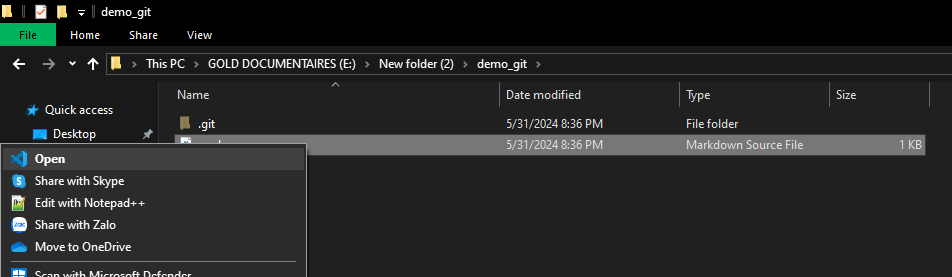 demo_git
File Home Share View
This PC GOLD DOCUMENTAIRES (E:) New folder (2) demo_git
Name Date modified Type Size
Quick access
.git 5/31/2024 8:36 PM File folder
Desktop
5/31/2024 8:36 PM Markdown Source File 1 KB
Open
Share with Skype
Edit with Notepad++
Share with Zalo
Move to OneDrive
Scan with Microsoft Defender